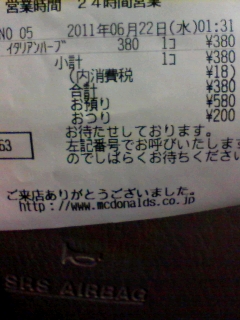 営業時間 24時間営業
NO 05 2011年06月22日(水)01:31
ｲﾀﾘｱﾝﾊｰﾌﾞ 380 1コ ¥380
小計 1コ ¥380
(内消費税 ¥18)
合計 ¥380
お預り ¥580
おつり ¥200
お待たせしております。
左記番号でお呼びいたします
のでしばらくお待ちください
53
ご来店ありがとうございました。
http://www.mcdonalds.co.jp
SRS AIRBAG